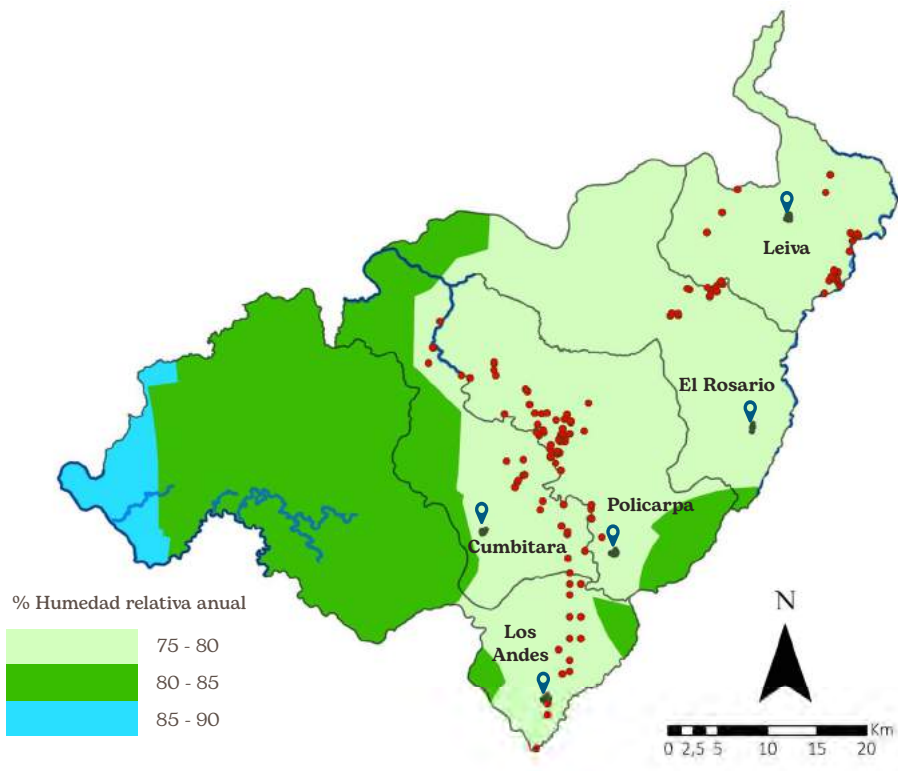 Leiva
El Rosario
Policarpa
Cumbitara
Los
Andes
% Humedad relativa anual
75 - 80
80 - 85
85 - 90
N
Km
0 2,5 5 10 15 20